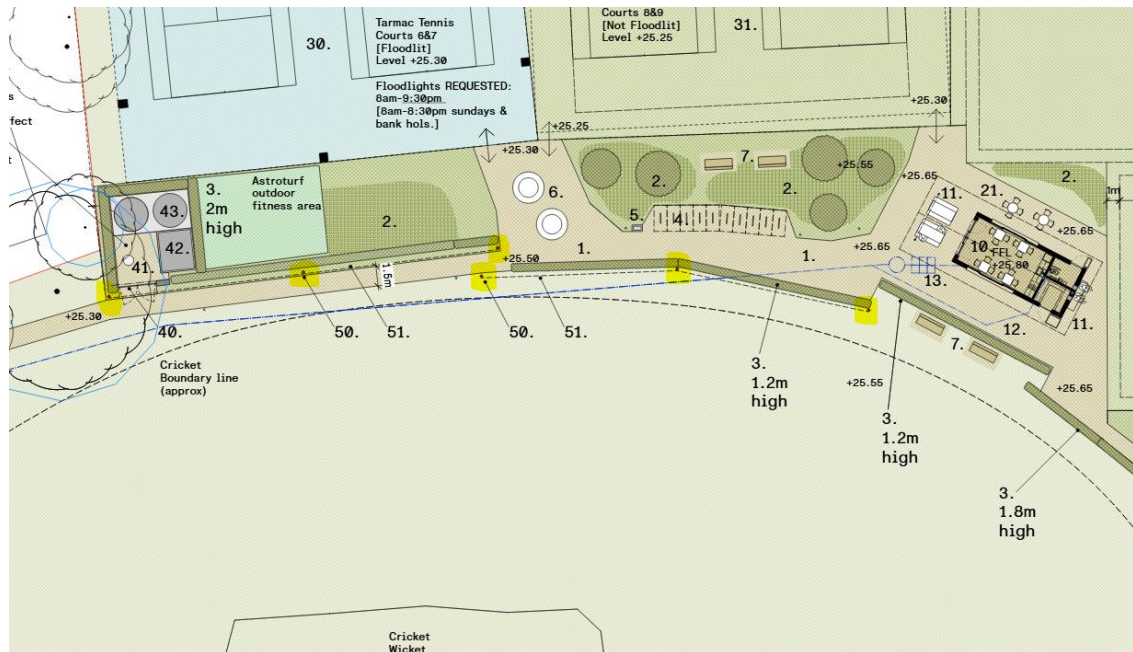 30.
Tarmac Tennis
Courts 6&7
[Floodlit]
Level +25.30
Floodlights REQUESTED:
8am-9:30pm
[8am-8:30pm sundays &
bank hols.]
Courts 8&9
[Not Floodlit]
Level +25.25
31.
s
fect
t
+25.30
+25.25
+25.30
3.
2m
high
Astroturf
outdoor
fitness area
43.
42.
41.
2.
6.
5.
2.
4.
7.
2.
+25.55
+25.65
2.
1m
21.
11.
+25.65
10.
FFL
+25.80
1.
+25.50
1.
+25.65
13.
12.
11.
1.5m
+25.30
40.
50.
51.
50.
51.
7.
Cricket
Boundary line
(approx)
3.
1.2m
high
+25.55
3.
1.2m
high
+25.65
3.
1.8m
high
Cricket
Wicket